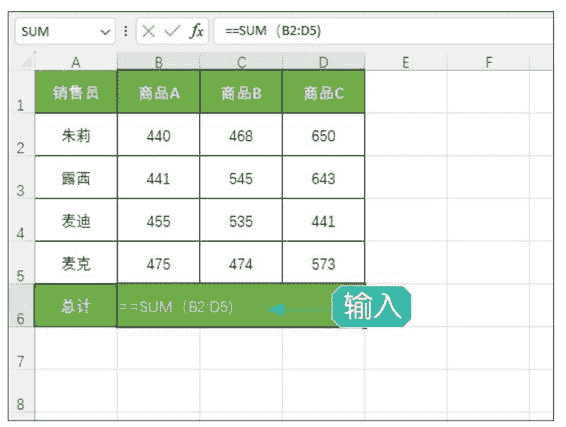 SUM fx ==SUM（B2:D5)
A B C D E F
1 销售员 商品A 商品B 商品C
2 朱莉 440 468 650
3 露西 441 545 643
4 麦迪 455 535 441
5 麦克 475 474 573
6 总计 ==SUM（B2:D5) 输入
7
8